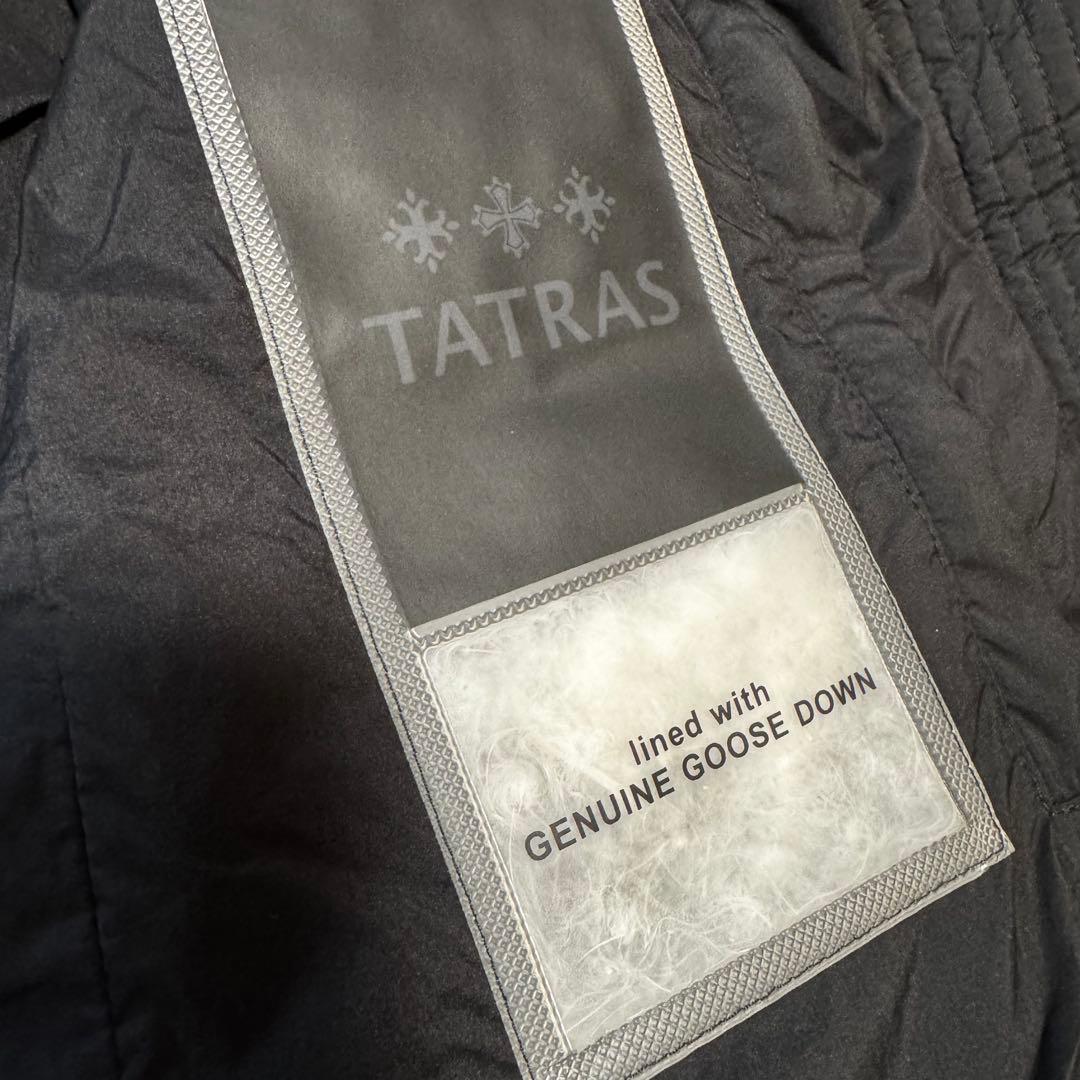 TATRAS
lined with
GENUINE GOOSE DOWN